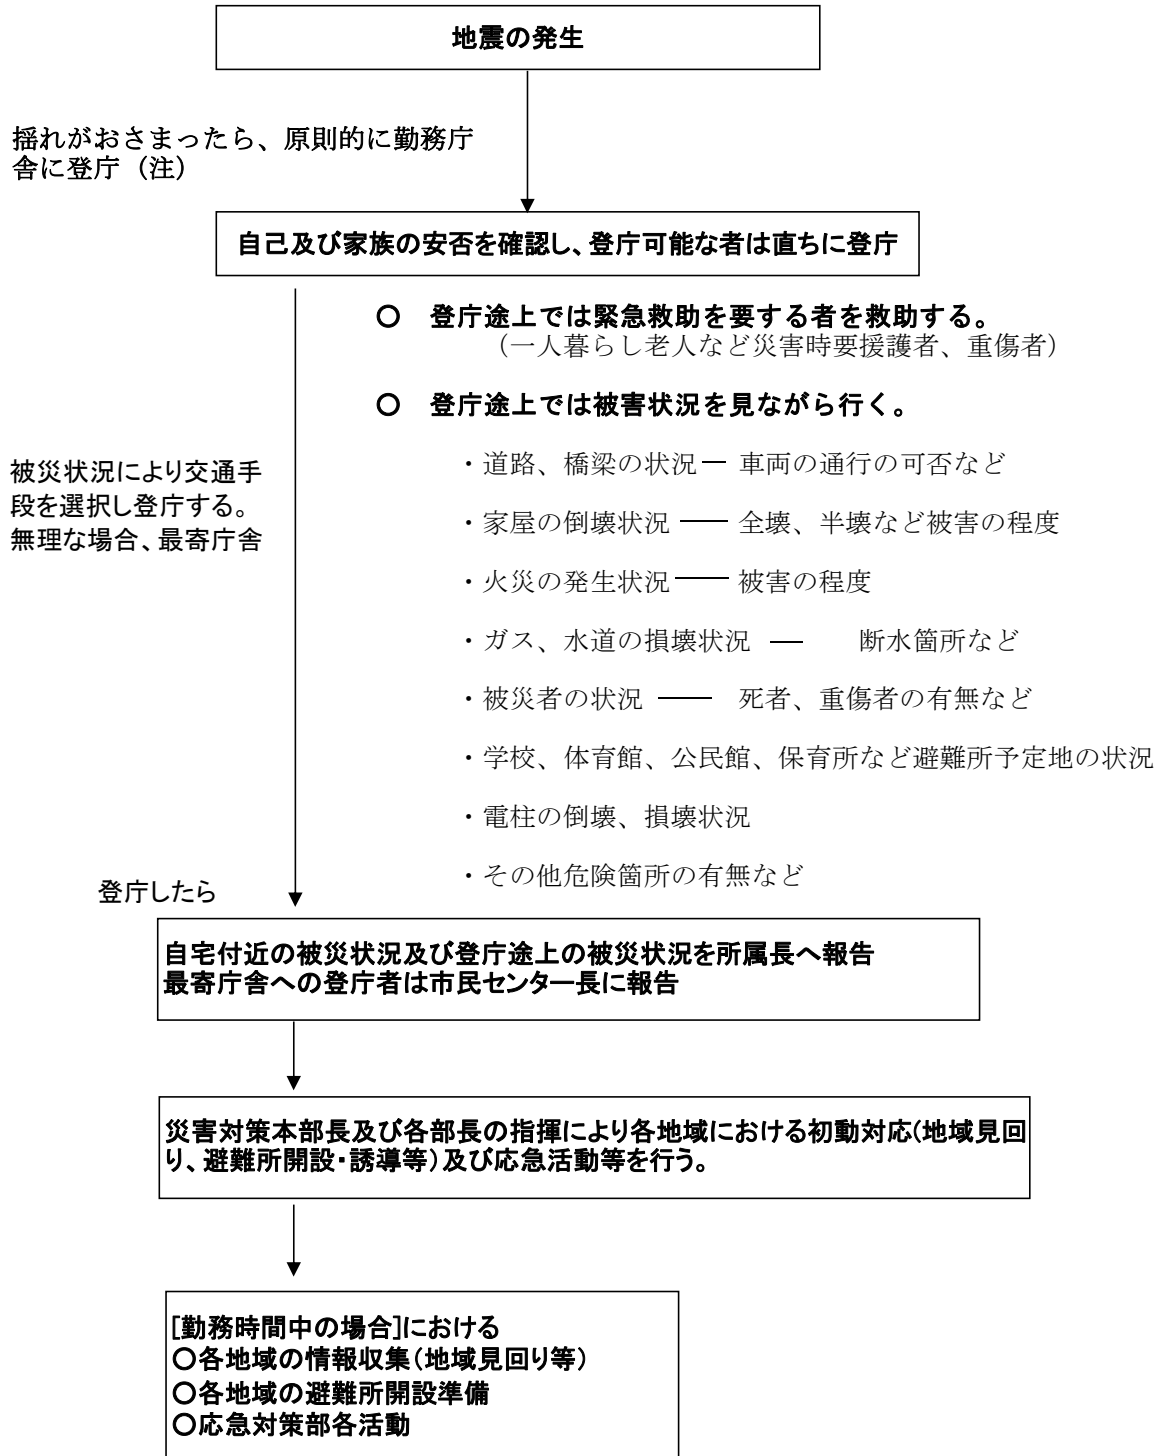 地震の発生
揺れがおさまったら、原則的に勤務庁
舎に登庁（注）
自己及び家族の安否を確認し、登庁可能な者は直ちに登庁
〇　登庁途上では緊急救助を要する者を救助する。
（一人暮らし老人など災害時要援護者、重傷者）
〇　登庁途上では被害状況を見ながら行く。
被災状況により交通手
段を選択し登庁する。
無理な場合、最寄庁舎
・道路、橋梁の状況 ― 車両の通行の可否など
・家屋の倒壊状況 ―― 全壊、半壊など被害の程度
・火災の発生状況 ―― 被害の程度
・ガス、水道の損壊状況 ― 断水箇所など
・被災者の状況 ―― 死者、重傷者の有無など
・学校、体育館、公民館、保育所など避難所予定地の状況
・電柱の倒壊、損壊状況
・その他危険箇所の有無など
登庁したら
自宅付近の被災状況及び登庁途上の被災状況を所属長へ報告
最寄庁舎への登庁者は市民センター長に報告
災害対策本部長及び各部長の指揮により各地域における初動対応(地域見回
り、避難所開設・誘導等)及び応急活動等を行う。
[勤務時間中の場合]における
〇各地域の情報収集(地域見回り等)
〇各地域の避難所開設準備
〇応急対策部各活動